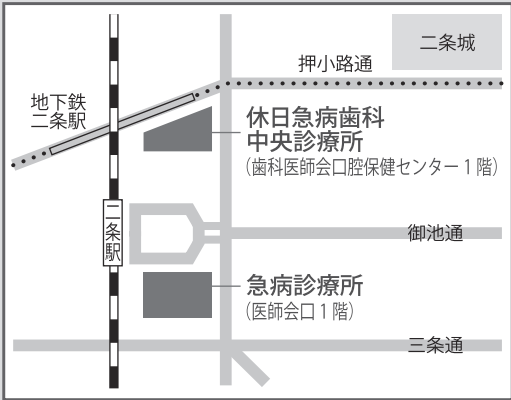 二条城
押小路通
地下鉄
二条駅
休日急病歯科
中央診療所
（歯科医師会口腔保健センター１階）
二条駅
御池通
急病診療所
（医師会口１階）
三条通